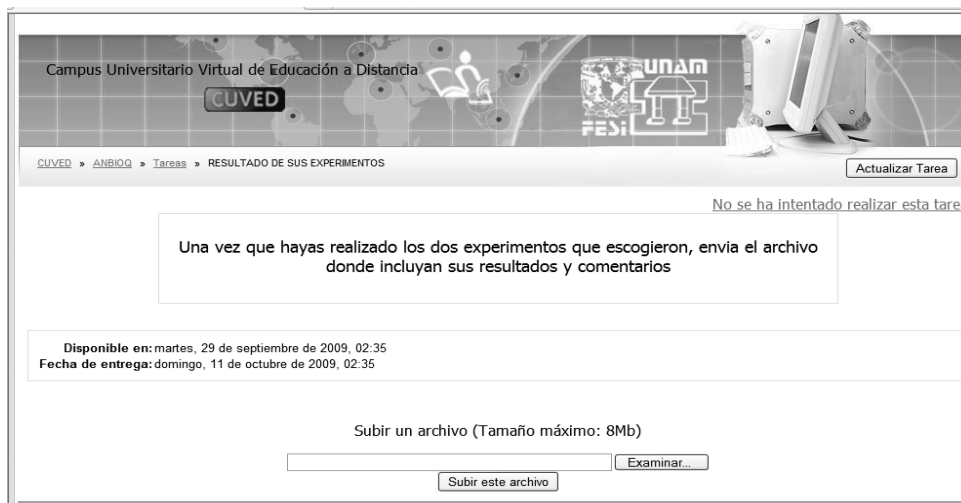 Campus Universitario Virtual de Educación a Distancia
CUVED
UNAM
FESi
CUVED » ANBIOQ » Tareas » RESULTADO DE SUS EXPERIMENTOS
Actualizar Tarea
No se ha intentado realizar esta tare
Una vez que hayas realizado los dos experimentos que escogieron, envia el archivo
donde incluyan sus resultados y comentarios
Disponible en: martes, 29 de septiembre de 2009, 02:35
Fecha de entrega: domingo, 11 de octubre de 2009, 02:35
Subir un archivo (Tamaño máximo: 8Mb)
Examinar...
Subir este archivo